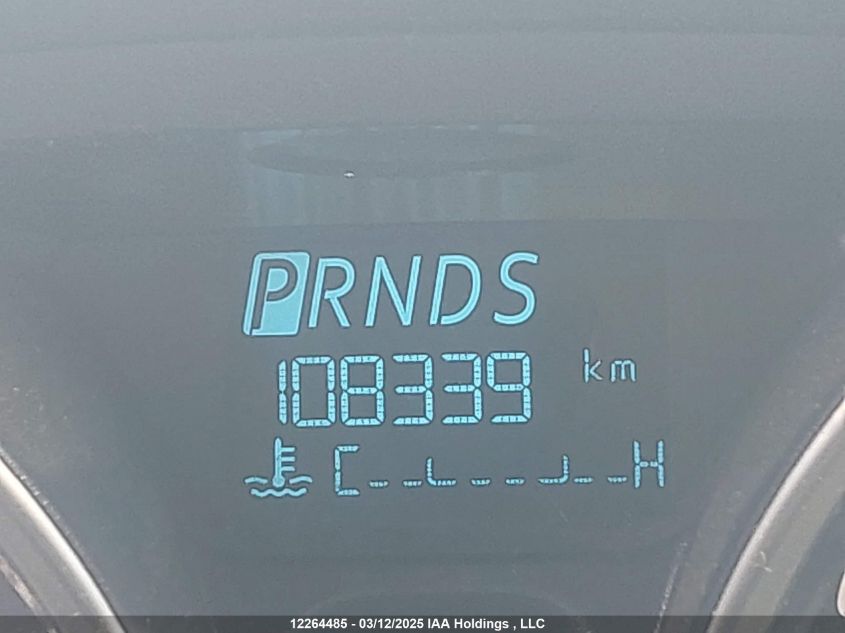 PRNDS
108339 km
C H
12264485 - 03/12/2025 IAA Holdings , LLC